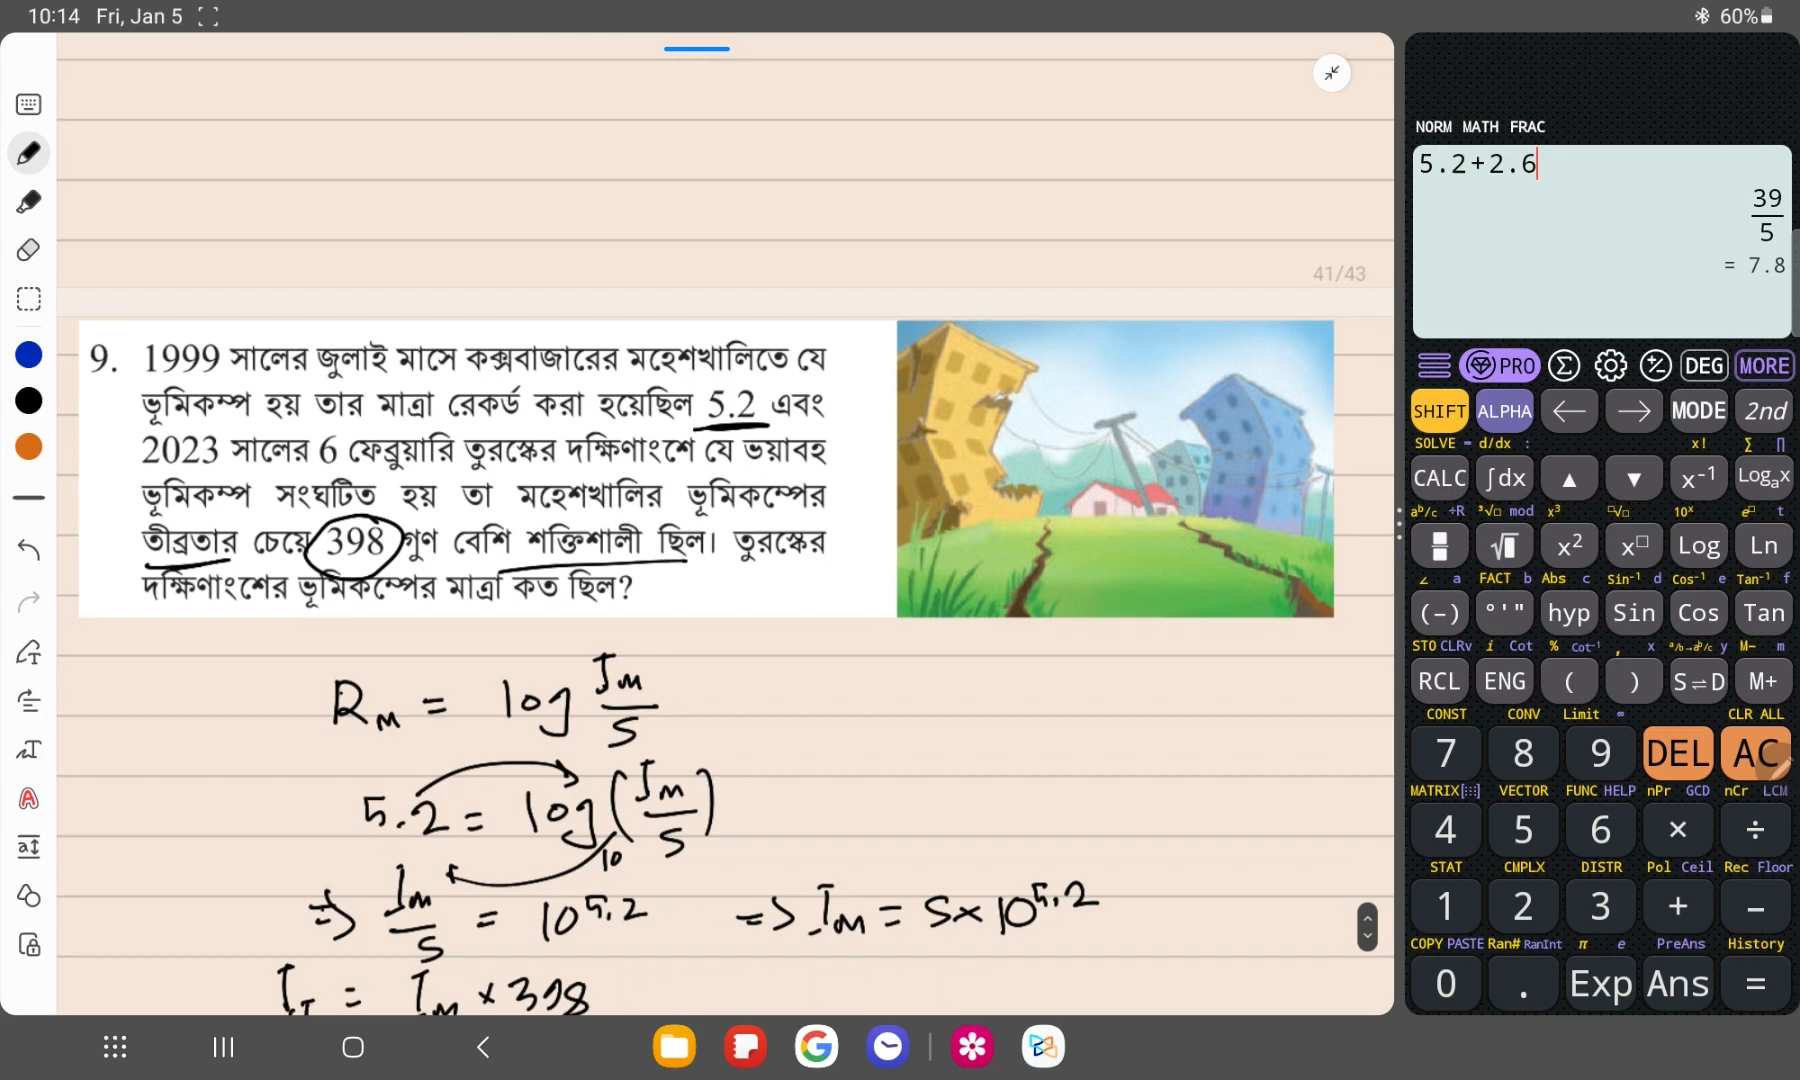 10:14 Fri, Jan 5
60%
41/43
9. 1999 সালের জুলাই মাসে কক্সবাজারের মহেশখালিতে যে
ভূমিকম্প হয় তার মাত্রা রেকর্ড করা হয়েছিল 5.2 এবং
2023 সালের 6 ফেব্রুয়ারি তুরস্কের দক্ষিণাংশে যে ভয়াবহ
ভূমিকম্প সংঘটিত হয় তা মহেশখালির ভূমিকম্পের
তীব্রতার চেয়ে 398 গুণ বেশি শক্তিশালী ছিল। তুরস্কের
দক্ষিণাংশের ভূমিকম্পের মাত্রা কত ছিল?
R_M = log I_M/S
5.2 = log_10 (I_M/S)
=> I_M/S = 10^5.2 => I_M = S×10^5.2
I_T = I_M × 398
NORM MATH FRAC
5.2+2.6
39/5
= 7.8
PRO Σ DEG MORE
SHIFT ALPHA ← → MODE 2nd
SOLVE = d/dx : x! Σ ∏
CALC ∫dx ▲ ▼ x⁻¹ Logₐx
aᵇ/c ÷R ³√□ mod x³ □√□ 10ˣ e□ t
√ x² x□ Log Ln
∠ a FACT b Abs c Sin⁻¹ d Cos⁻¹ e Tan⁻¹ f
(−) °'" hyp Sin Cos Tan
STO CLRv i Cot % Cot⁻¹ , x a/b→aᵇ/c y M− m
RCL ENG ( ) S⇌D M+
CONST CONV Limit ∞ CLR ALL
7 8 9 DEL AC
MATRIX[:::] VECTOR FUNC HELP nPr GCD nCr LCM
4 5 6 × ÷
STAT CMPLX DISTR Pol Ceil Rec Floor
1 2 3 + −
COPY PASTE Ran# RanInt π e PreAns History
0 . Exp Ans =